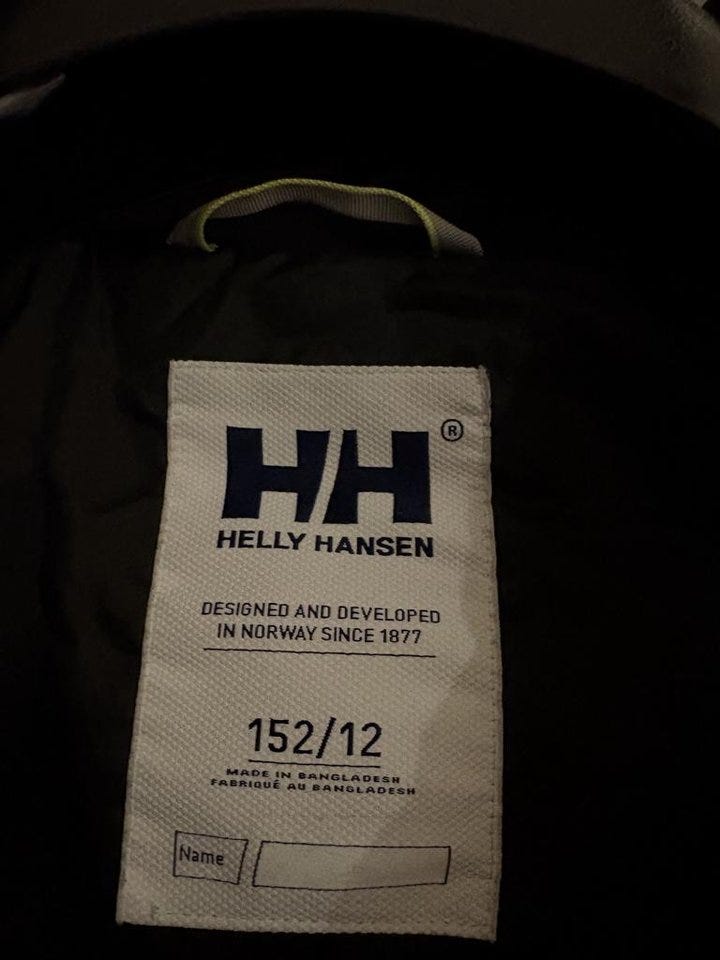 HH®
HELLY HANSEN
DESIGNED AND DEVELOPED
IN NORWAY SINCE 1877
152/12
MADE IN BANGLADESH
FABRIQUÉ AU BANGLADESH
Name